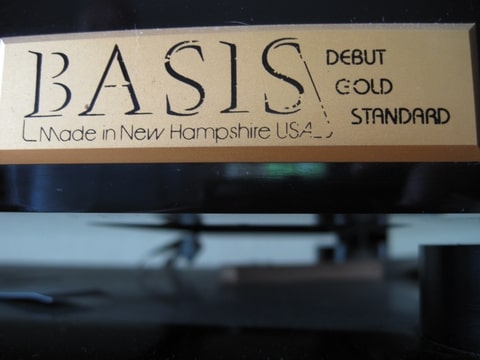 BASIS
Made in New Hampshire USA
DEBUT
GOLD
STANDARD